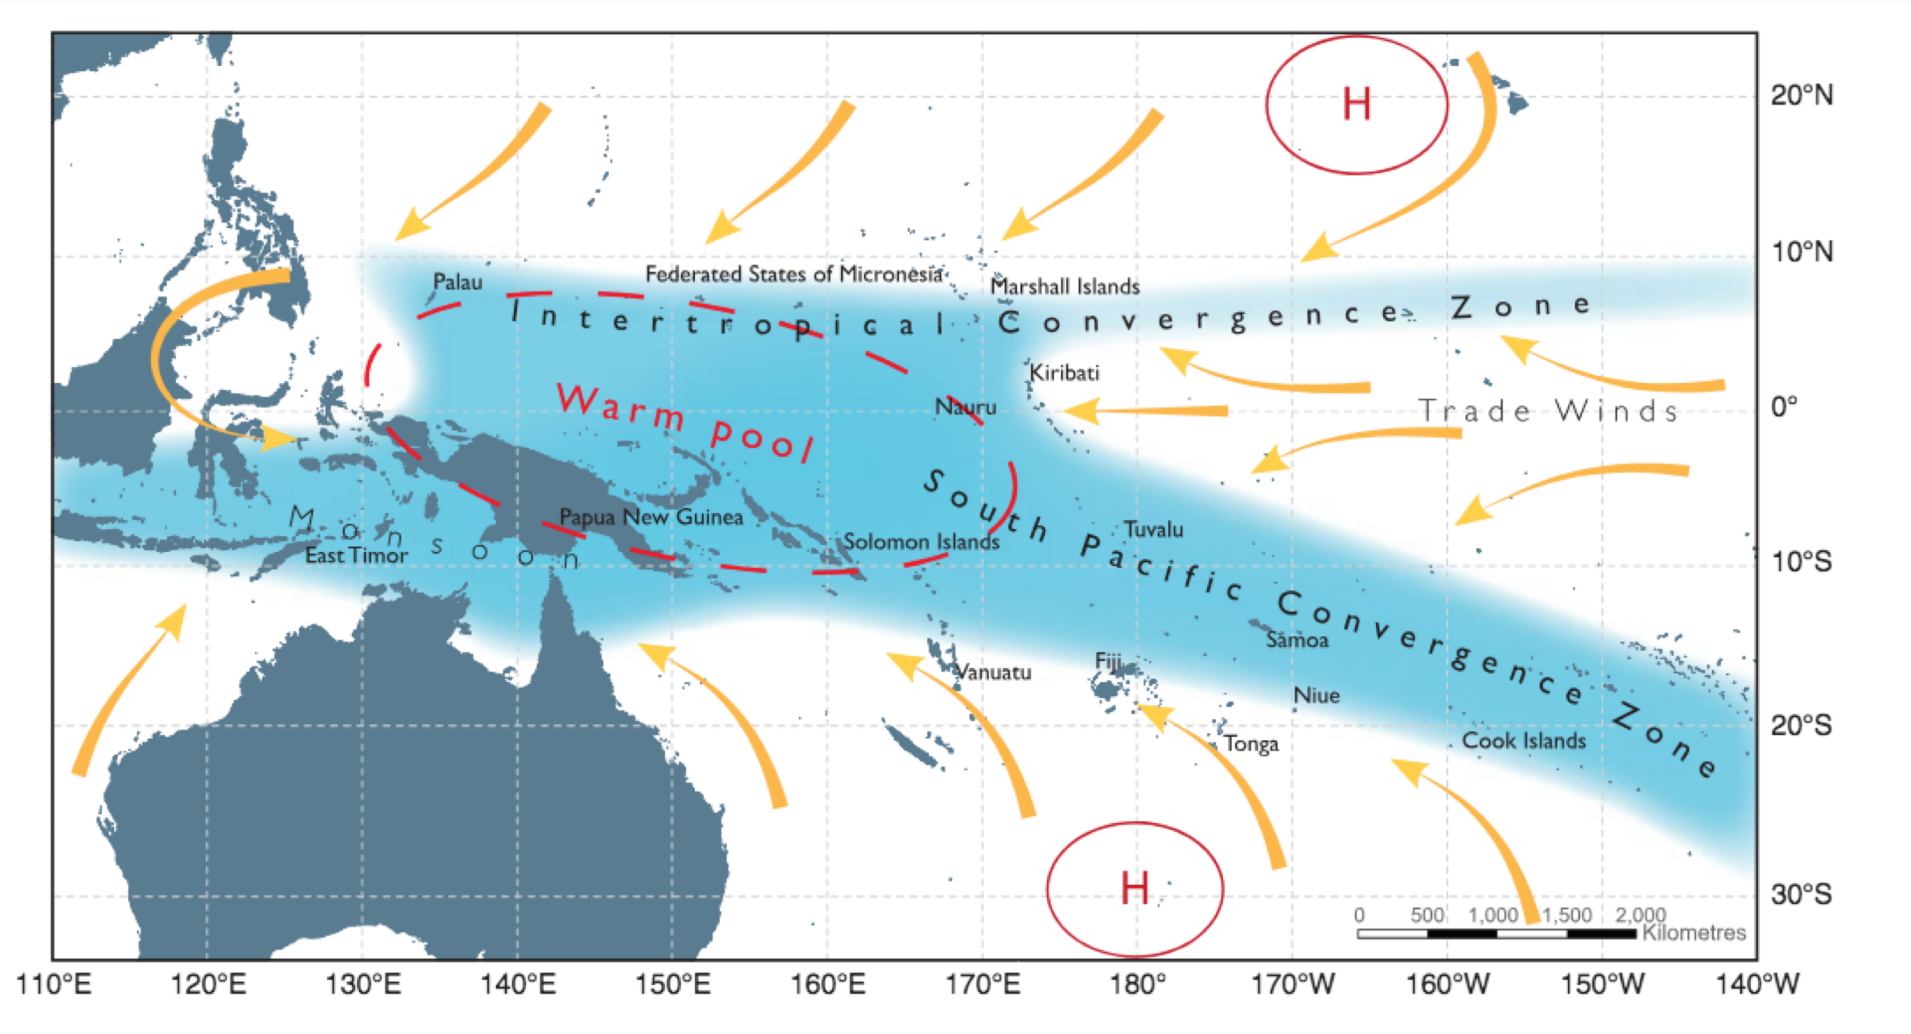 H
20°N
10°N
Palau
Federated States of Micronesia
Marshall Islands
Intertropical Convergence Zone
Kiribati
Warm pool
Nauru
Trade Winds
0°
South Pacific Convergence Zone
Monsoon
Papua New Guinea
East Timor
Solomon Islands
Tuvalu
10°S
Samoa
Vanuatu
Fiji
Niue
Tonga
Cook Islands
20°S
H
30°S
0 500 1,000 1,500 2,000
Kilometres
110°E 120°E 130°E 140°E 150°E 160°E 170°E 180° 170°W 160°W 150°W 140°W